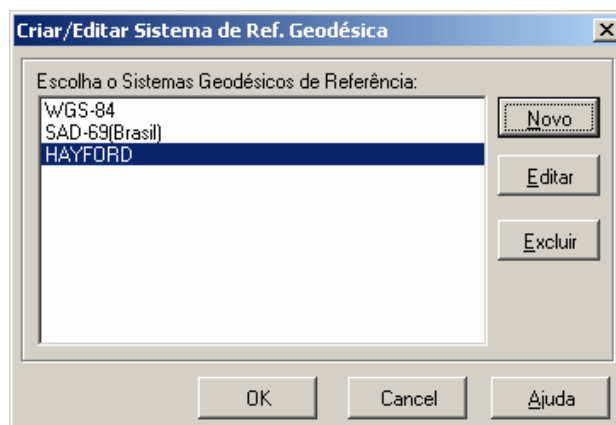 Criar/Editar Sistema de Ref. Geodésica
Escolha o Sistemas Geodésicos de Referência:
WGS-84
SAD-69(Brasil)
HAYFORD
Novo
Editar
Excluir
OK
Cancel
Ajuda